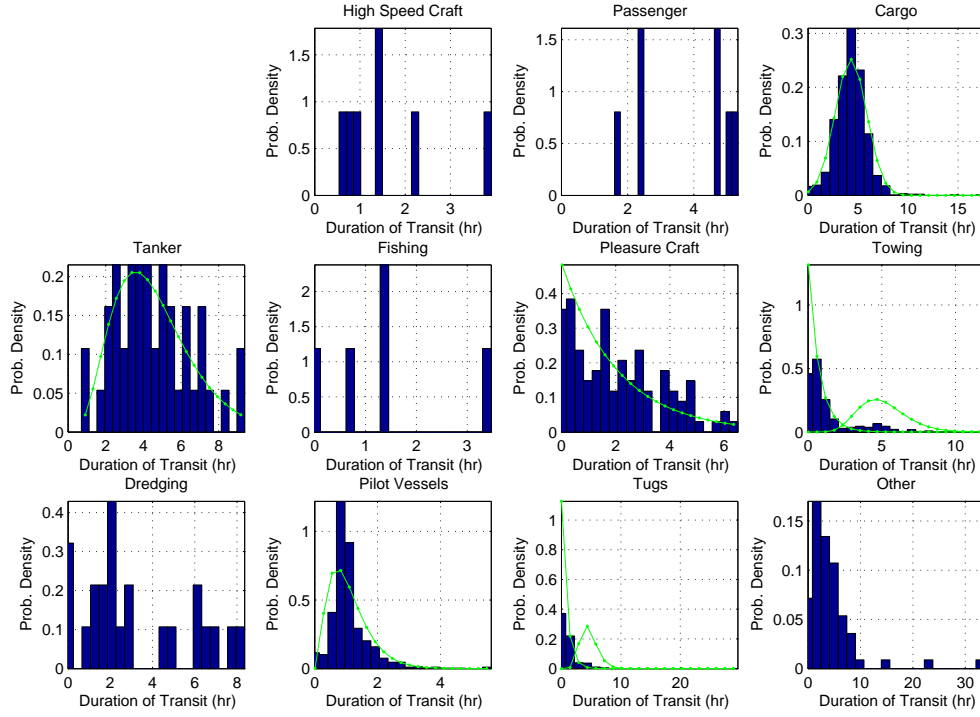 High Speed Craft
Prob. Density
1.5
1
0.5
0
0 1 2 3
Duration of Transit (hr)
Passenger
Prob. Density
1.5
1
0.5
0
0 2 4
Duration of Transit (hr)
Cargo
Prob. Density
0.3
0.2
0.1
0
0 5 10 15
Duration of Transit (hr)
Tanker
Prob. Density
0.2
0.15
0.1
0.05
0
0 2 4 6 8
Duration of Transit (hr)
Fishing
Prob. Density
2
1.5
1
0.5
0
0 1 2 3
Duration of Transit (hr)
Pleasure Craft
Prob. Density
0.4
0.3
0.2
0.1
0
0 2 4 6
Duration of Transit (hr)
Towing
Prob. Density
1
0.5
0
0 5 10
Duration of Transit (hr)
Dredging
Prob. Density
0.4
0.3
0.2
0.1
0
0 2 4 6 8
Duration of Transit (hr)
Pilot Vessels
Prob. Density
1
0.5
0
0 2 4
Duration of Transit (hr)
Tugs
Prob. Density
1
0.8
0.6
0.4
0.2
0
0 10 20
Duration of Transit (hr)
Other
Prob. Density
0.15
0.1
0.05
0
0 10 20 30
Duration of Transit (hr)